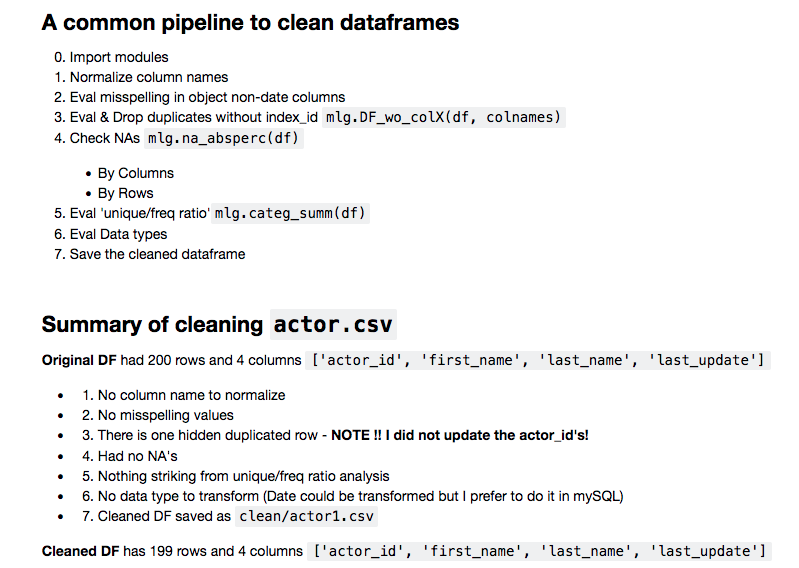 A common pipeline to clean dataframes
0. Import modules
1. Normalize column names
2. Eval misspelling in object non-date columns
3. Eval & Drop duplicates without index_id mlg.DF_wo_colX(df, colnames)
4. Check NAs mlg.na_absperc(df)
• By Columns
• By Rows
5. Eval 'unique/freq ratio' mlg.categ_summ(df)
6. Eval Data types
7. Save the cleaned dataframe
Summary of cleaning actor.csv
Original DF had 200 rows and 4 columns ['actor_id', 'first_name', 'last_name', 'last_update']
• 1. No column name to normalize
• 2. No misspelling values
• 3. There is one hidden duplicated row - NOTE !! I did not update the actor_id's!
• 4. Had no NA's
• 5. Nothing striking from unique/freq ratio analysis
• 6. No data type to transform (Date could be transformed but I prefer to do it in mySQL)
• 7. Cleaned DF saved as clean/actor1.csv
Cleaned DF has 199 rows and 4 columns ['actor_id', 'first_name', 'last_name', 'last_update']